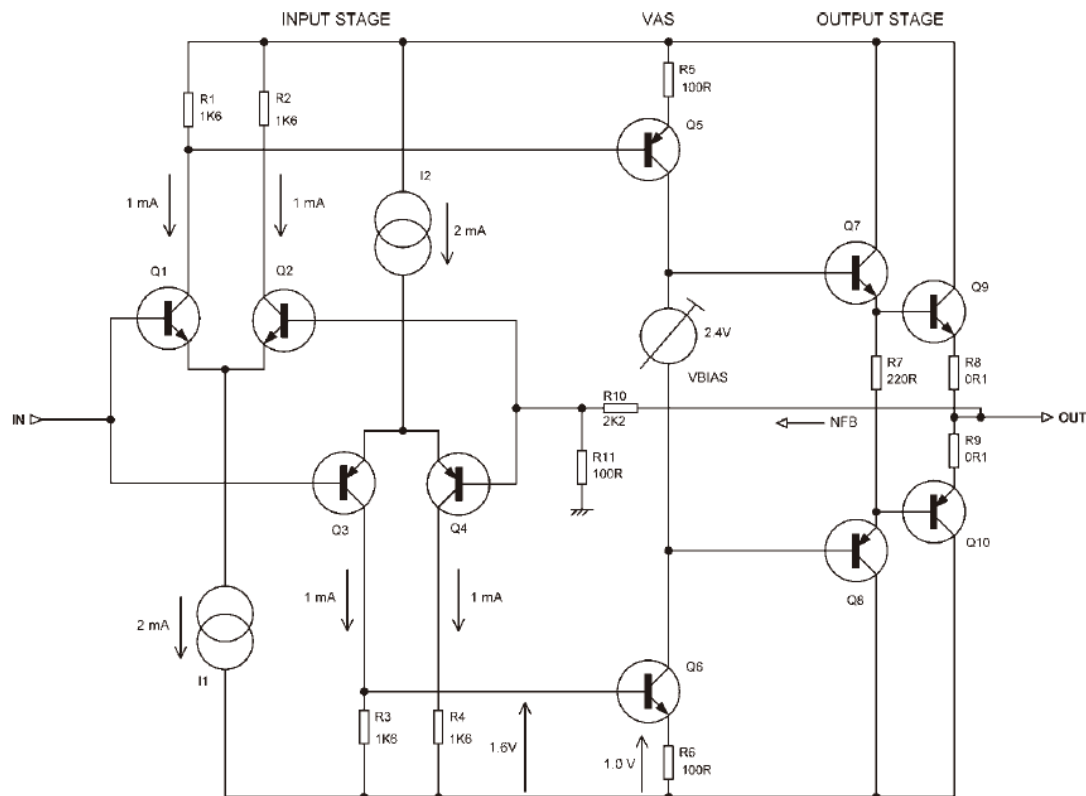 INPUT STAGE
VAS
OUTPUT STAGE
R1
1K6
R2
1K6
R5
100R
Q5
I2
1 mA
1 mA
2 mA
Q7
Q1
Q2
Q9
2.4V
VBIAS
R7
220R
R8
0R1
R10
2K2
IN
NFB
OUT
R11
100R
R9
0R1
Q3
Q4
Q10
Q8
1 mA
1 mA
2 mA
I1
Q6
R3
1K6
R4
1K6
1.6V
1.0 V
R6
100R